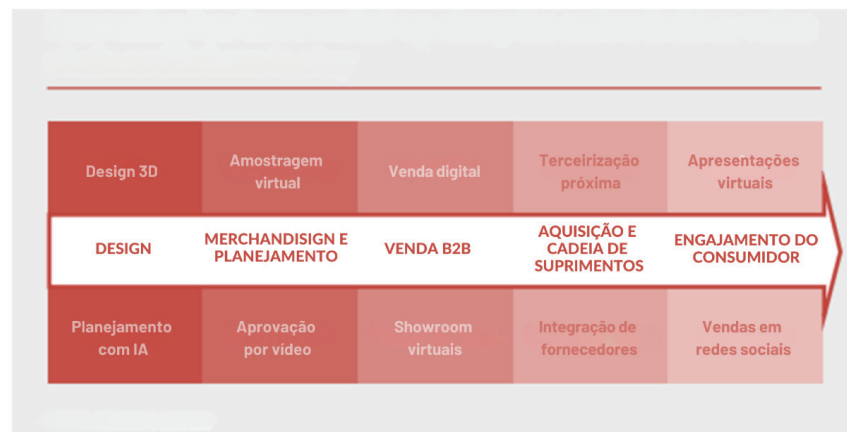 Design 3D
Amostragem
virtual
Venda digital
Terceirização
próxima
Apresentações
virtuais
DESIGN
MERCHANDISIGN E
PLANEJAMENTO
VENDA B2B
AQUISIÇÃO E
CADEIA DE
SUPRIMENTOS
ENGAJAMENTO DO
CONSUMIDOR
Planejamento
com IA
Aprovação
por vídeo
Showroom
virtuais
Integração de
fornecedores
Vendas em
redes sociais